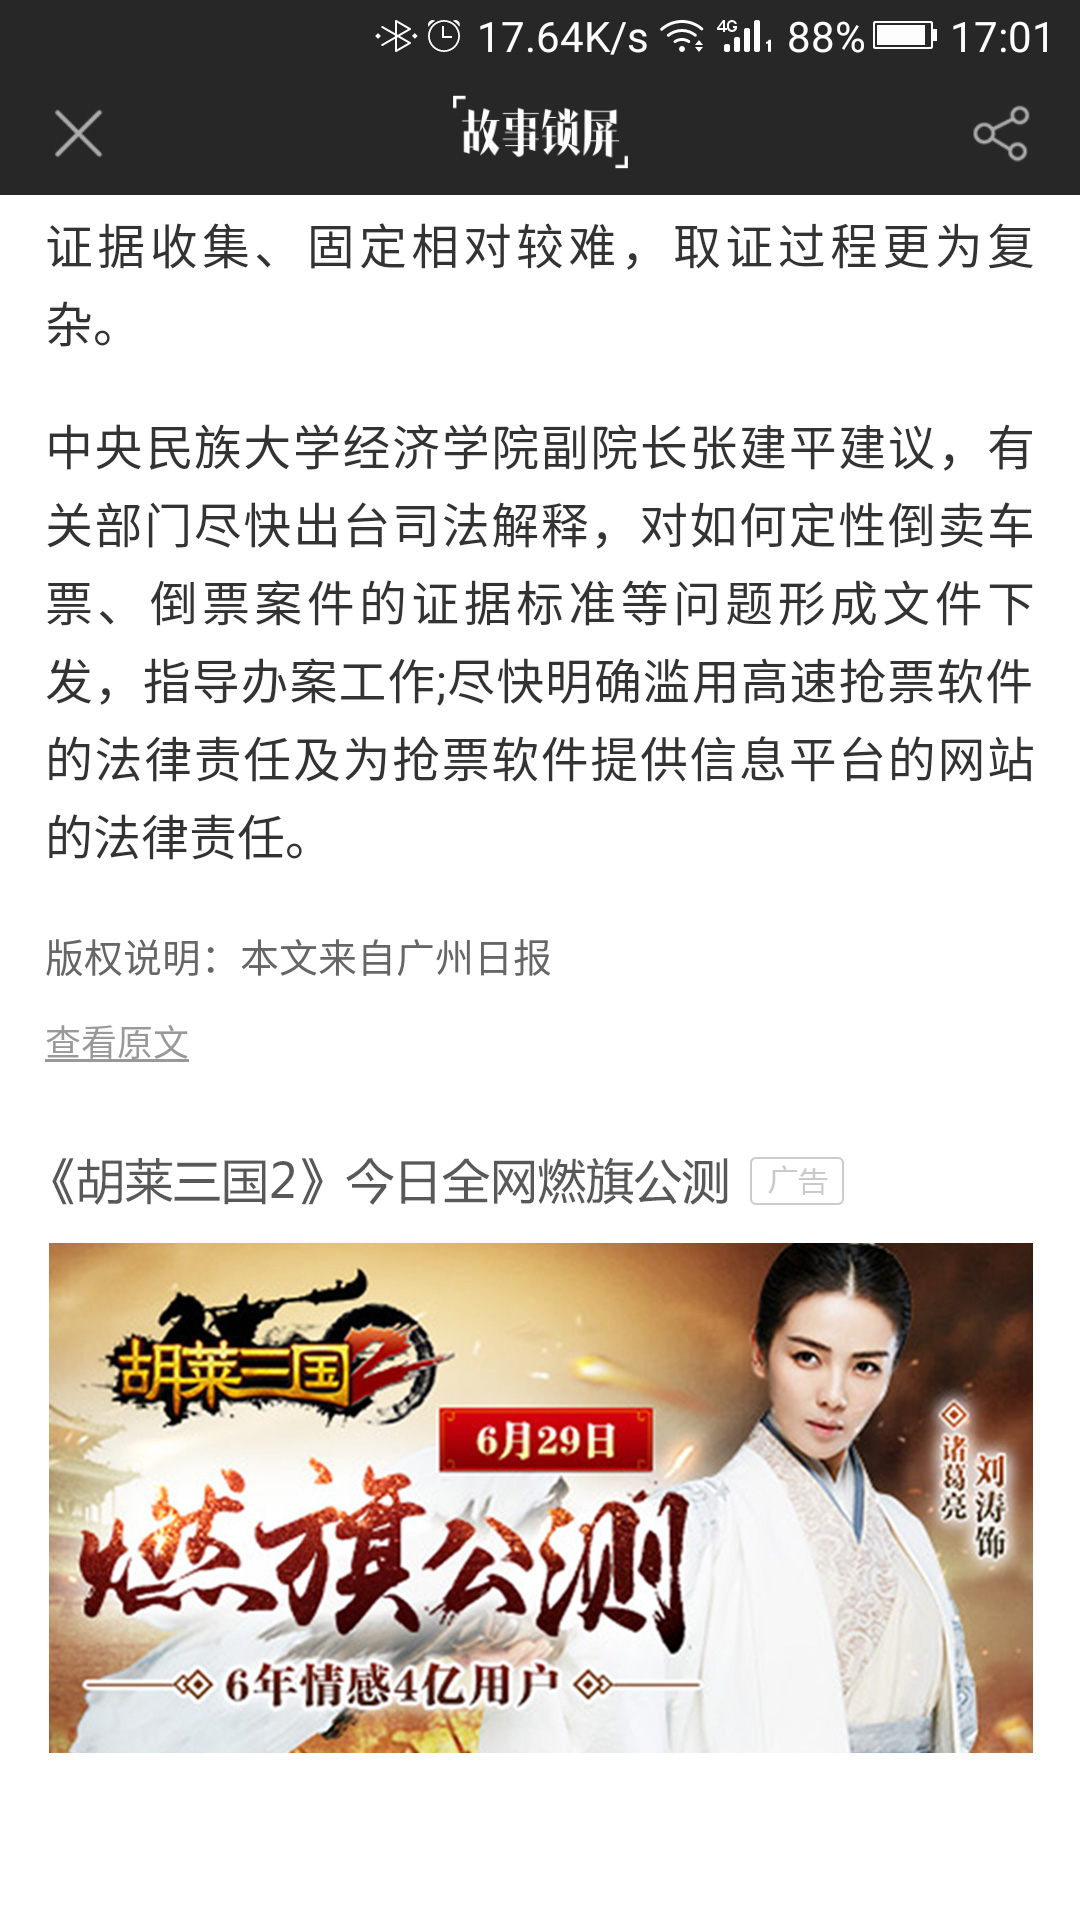 17.64K/s 4G 1 88% 17:01
故事锁屏
证据收集、固定相对较难，取证过程更为复
杂。
中央民族大学经济学院副院长张建平建议，有
关部门尽快出台司法解释，对如何定性倒卖车
票、倒票案件的证据标准等问题形成文件下
发，指导办案工作;尽快明确滥用高速抢票软件
的法律责任及为抢票软件提供信息平台的网站
的法律责任。
版权说明：本文来自广州日报
查看原文
《胡莱三国2》今日全网燃旗公测 广告
胡莱三国2
6月29日
燃旗公测
6年情感4亿用户
诸葛亮
刘涛饰